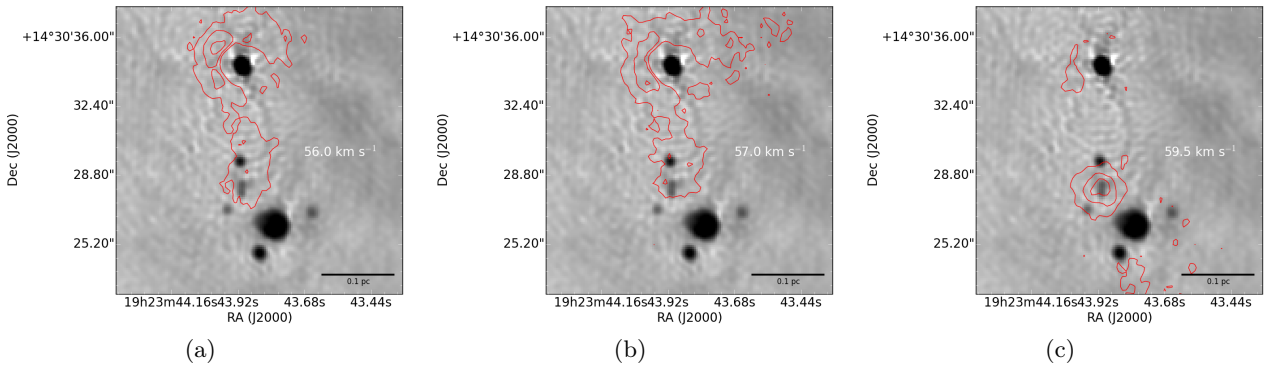 +14°30'36.00"
32.40"
28.80"
25.20"
Dec (J2000)
56.0 km s⁻¹
0.1 pc
19h23m44.16s43.92s 43.68s 43.44s
RA (J2000)
(a)
+14°30'36.00"
32.40"
28.80"
25.20"
Dec (J2000)
57.0 km s⁻¹
0.1 pc
19h23m44.16s43.92s 43.68s 43.44s
RA (J2000)
(b)
+14°30'36.00"
32.40"
28.80"
25.20"
Dec (J2000)
59.5 km s⁻¹
0.1 pc
19h23m44.16s43.92s 43.68s 43.44s
RA (J2000)
(c)